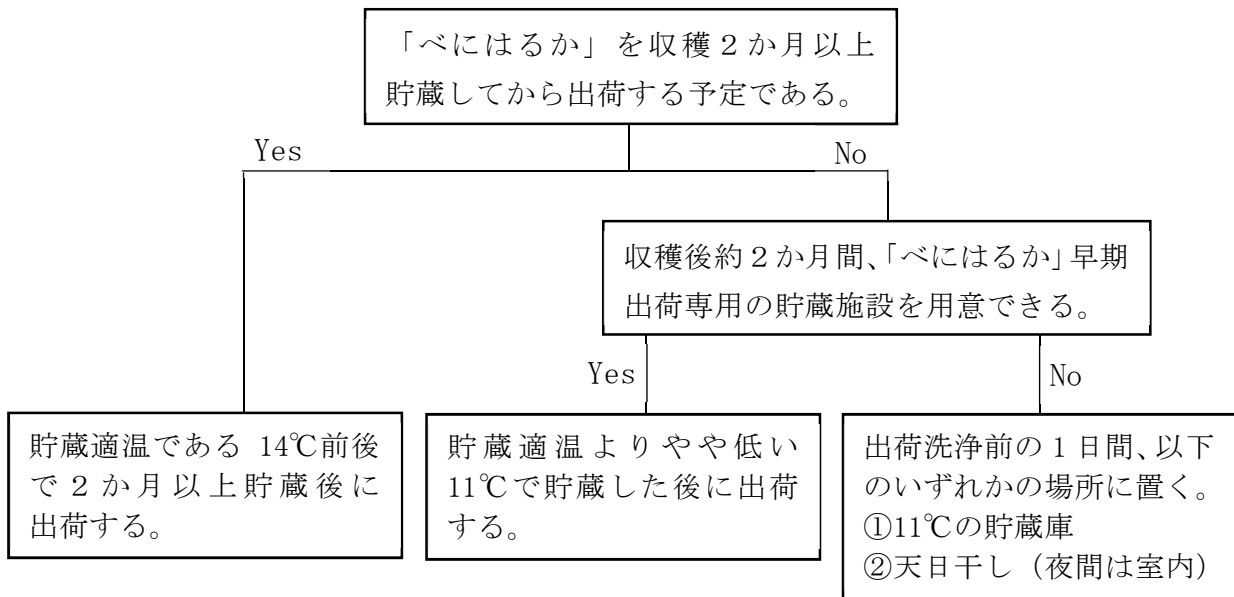 「べにはるか」を収穫２か月以上
貯蔵してから出荷する予定である。
Yes
No
収穫後約２か月間、「べにはるか」早期
出荷専用の貯蔵施設を用意できる。
Yes
No
貯蔵適温である 14℃前後
で２か月以上貯蔵後に
出荷する。
貯蔵適温よりやや低い
11℃で貯蔵した後に出荷
する。
出荷洗浄前の１日間、以下
のいずれかの場所に置く。
①11℃の貯蔵庫
②天日干し（夜間は室内）